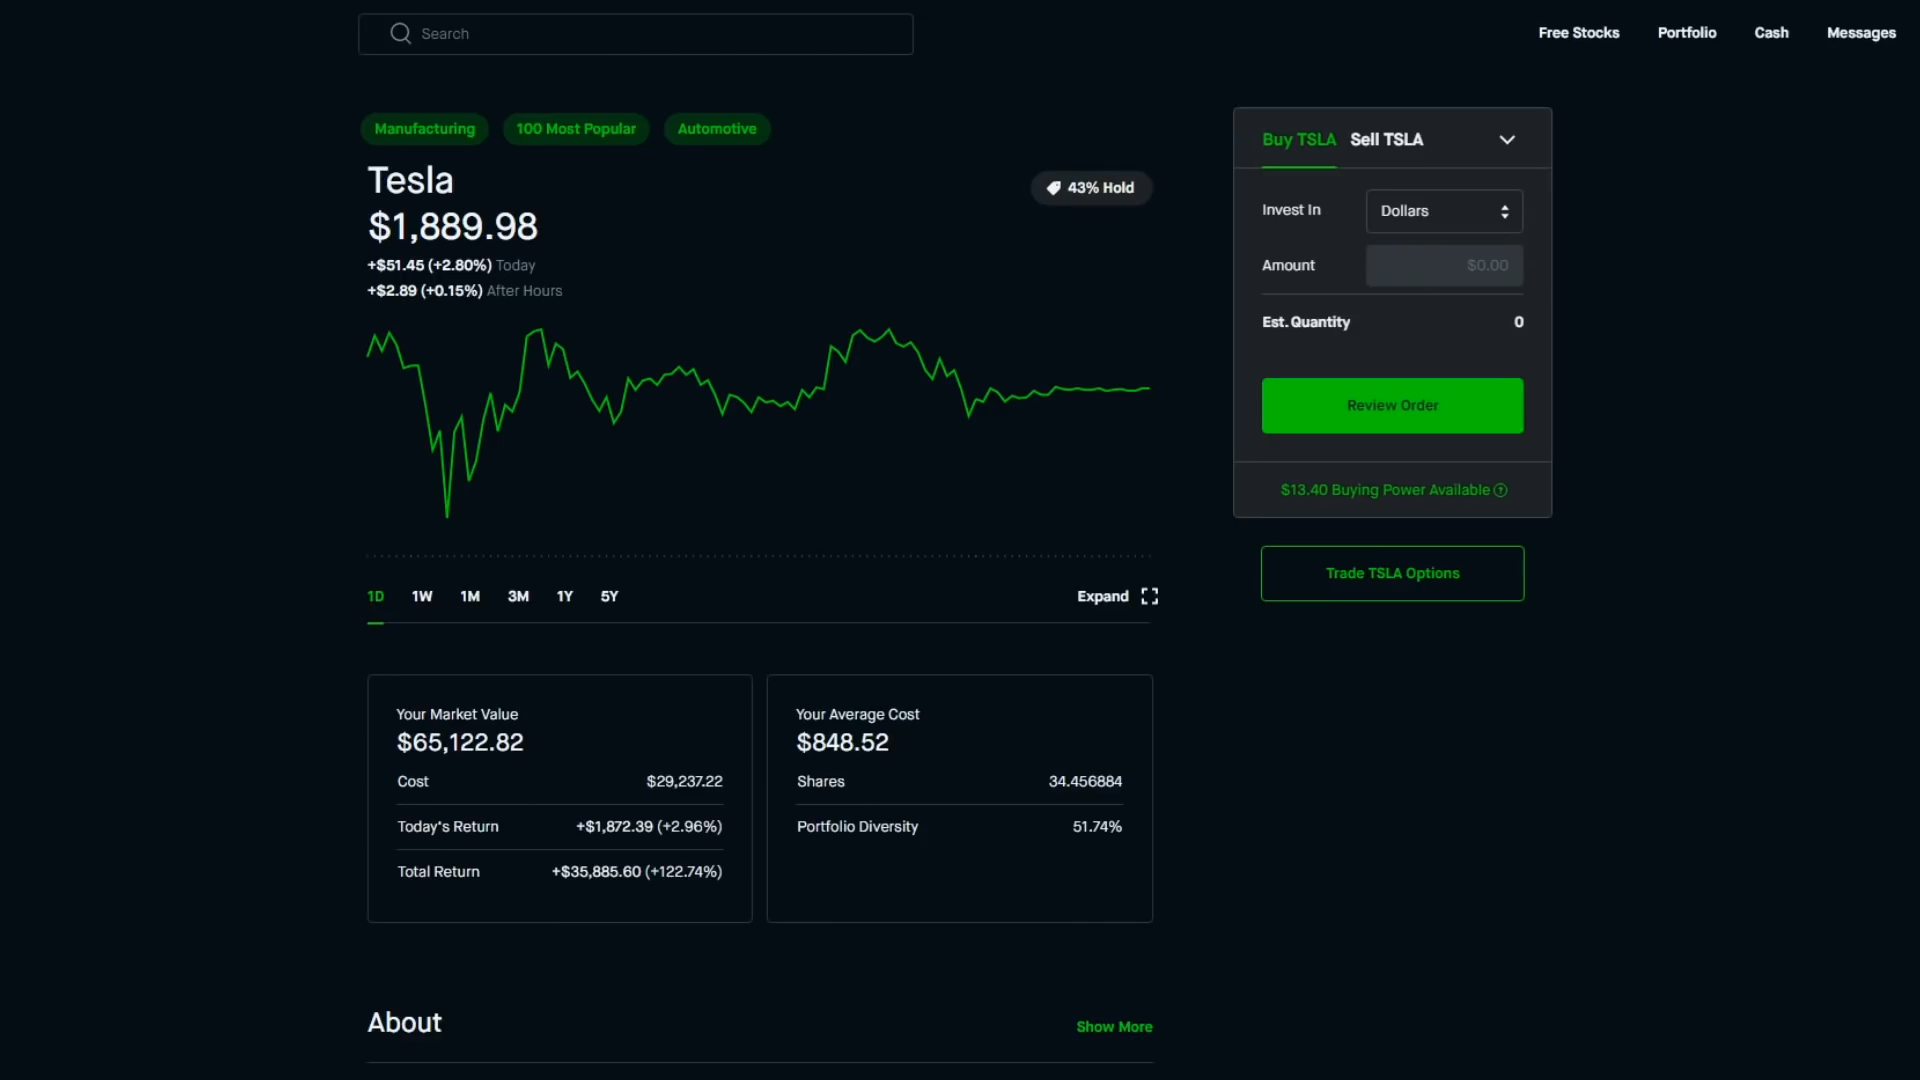 Search
Free Stocks Portfolio Cash Messages
Manufacturing 100 Most Popular Automotive
Tesla
43% Hold
$1,889.98
+$51.45 (+2.80%) Today
+$2.89 (+0.15%) After Hours
1D 1W 1M 3M 1Y 5Y Expand
Buy TSLA Sell TSLA
Invest In Dollars
Amount $0.00
Est. Quantity 0
Review Order
$13.40 Buying Power Available ?
Trade TSLA Options
Your Market Value
$65,122.82
Cost $29,237.22
Today's Return +$1,872.39 (+2.96%)
Total Return +$35,885.60 (+122.74%)
Your Average Cost
$848.52
Shares 34.456884
Portfolio Diversity 51.74%
About Show More